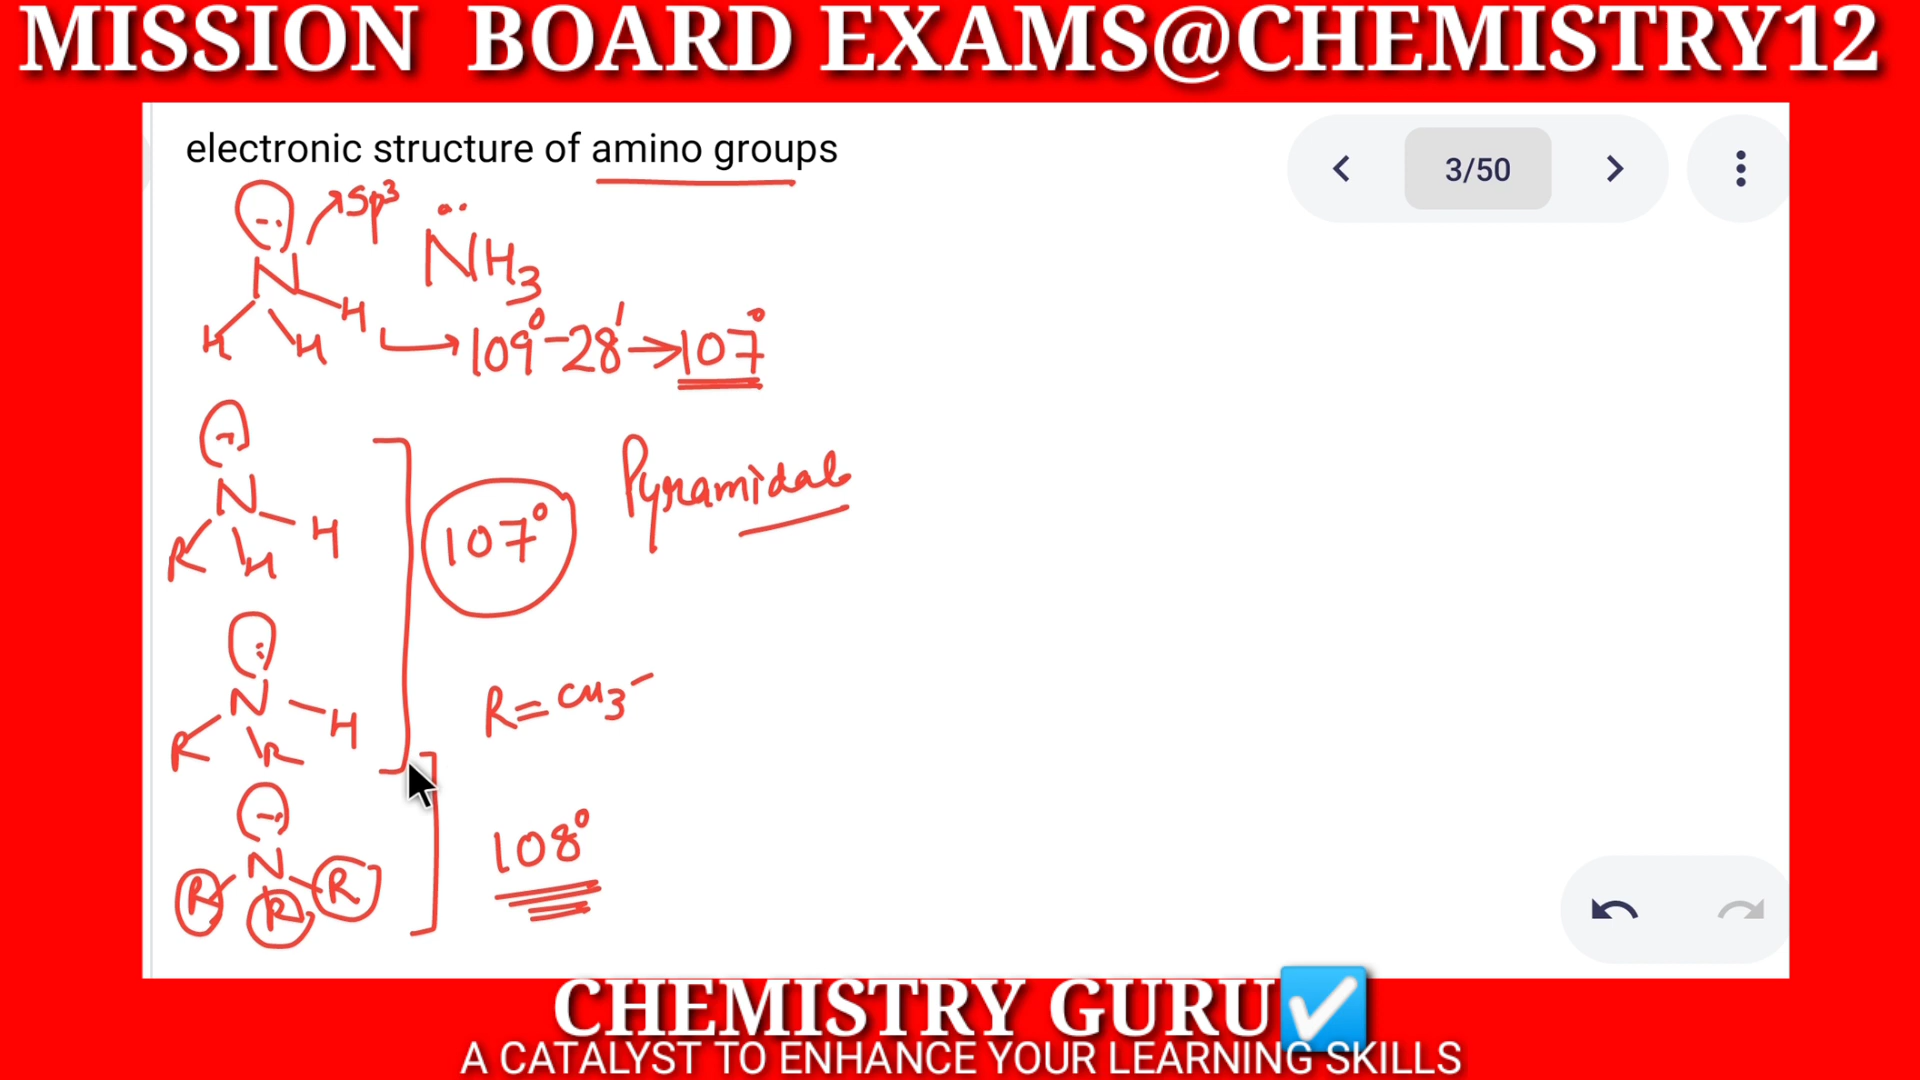 MISSION BOARD EXAMS@CHEMISTRY12
electronic structure of amino groups
3/50
sp³
N̈H₃
N
H H H
109°-28' → 107°
N
R H H
107°
Pyramidal
N
R R H
R = CH₃-
N
R R R
108°
CHEMISTRY GURU✅
A CATALYST TO ENHANCE YOUR LEARNING SKILLS